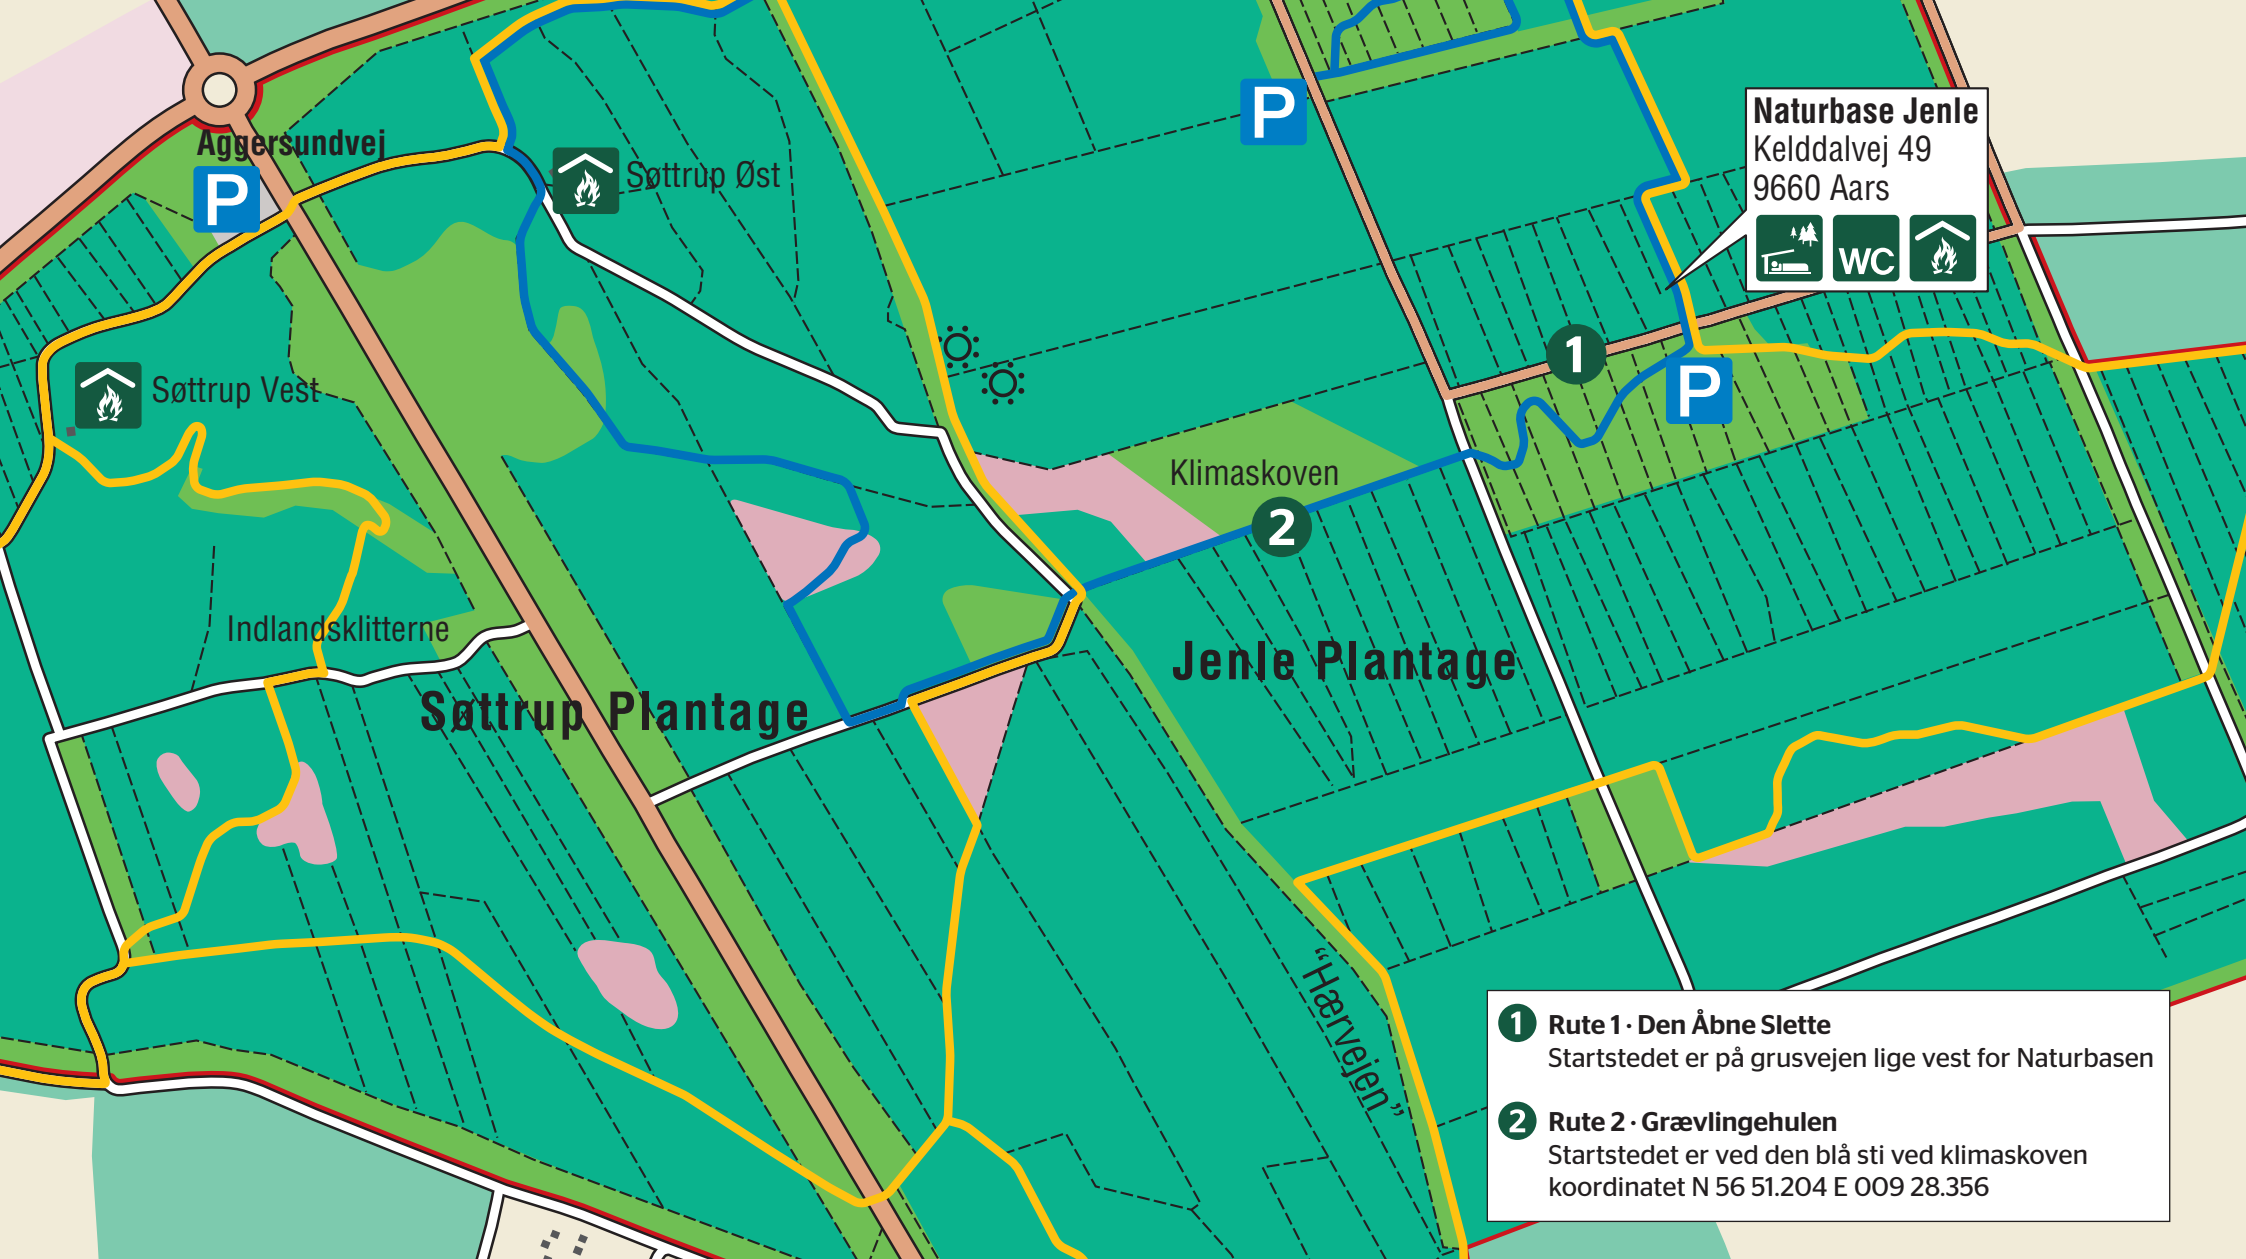 P
Naturbase Jenle
Kelddalvej 49
9660 Aars
WC
Aggersundvej
P
Søttrup Øst
1
P
Søttrup Vest
Klimaskoven
2
Indlandsklitterne
Jenle Plantage
Søttrup Plantage
“Hærvejen”
1 Rute 1 · Den Åbne Slette
Startstedet er på grusvejen lige vest for Naturbasen
2 Rute 2 · Grævlingehulen
Startstedet er ved den blå sti ved klimaskoven
koordinatet N 56 51.204 E 009 28.356